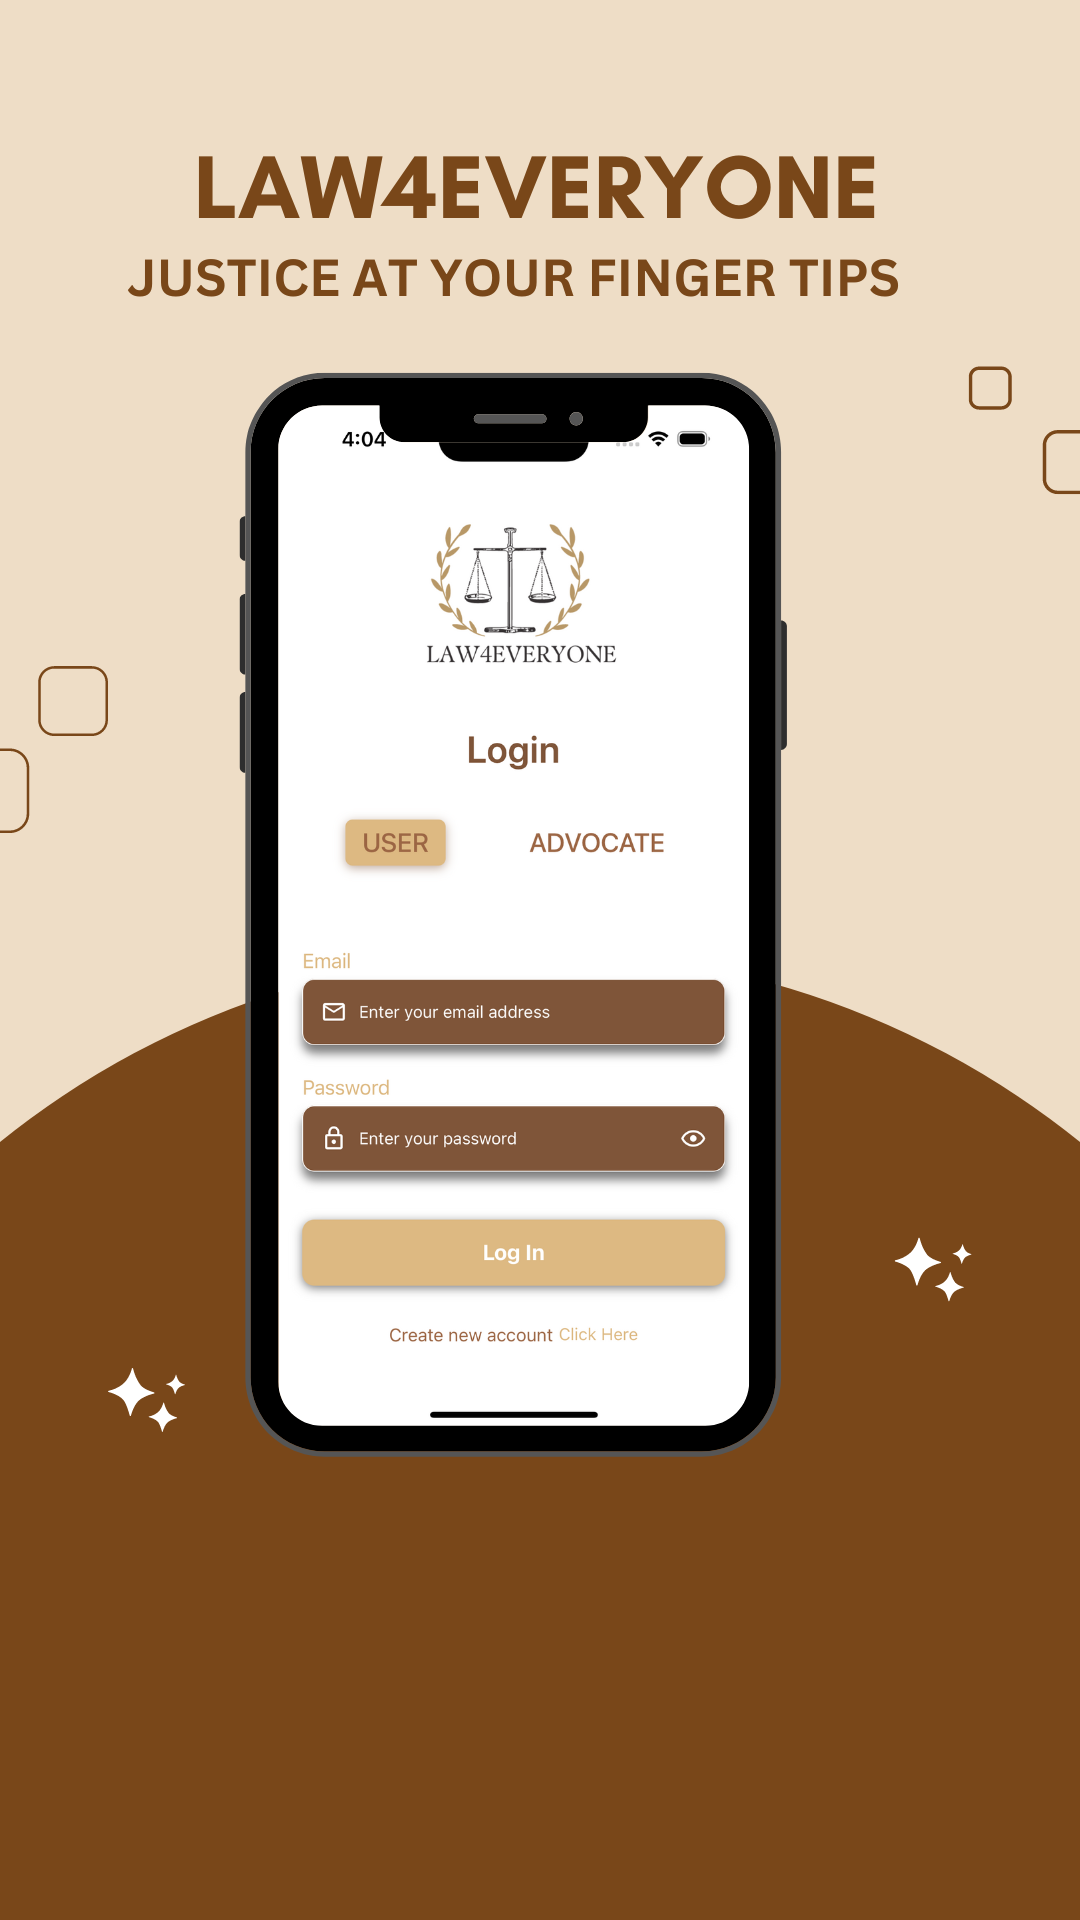 LAW4EVERYONE
JUSTICE AT YOUR FINGER TIPS
4:04
LAW4EVERYONE
Login
USER ADVOCATE
Email
Enter your email address
Password
Enter your password
Log In
Create new account Click Here